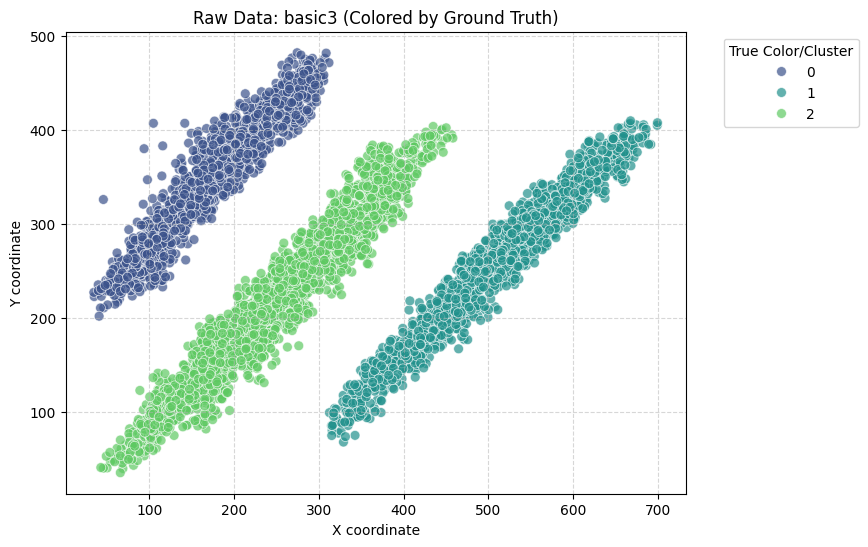 Raw Data: basic3 (Colored by Ground Truth)
True Color/Cluster
0
1
2
500
400
300
200
100
Y coordinate
100 200 300 400 500 600 700
X coordinate